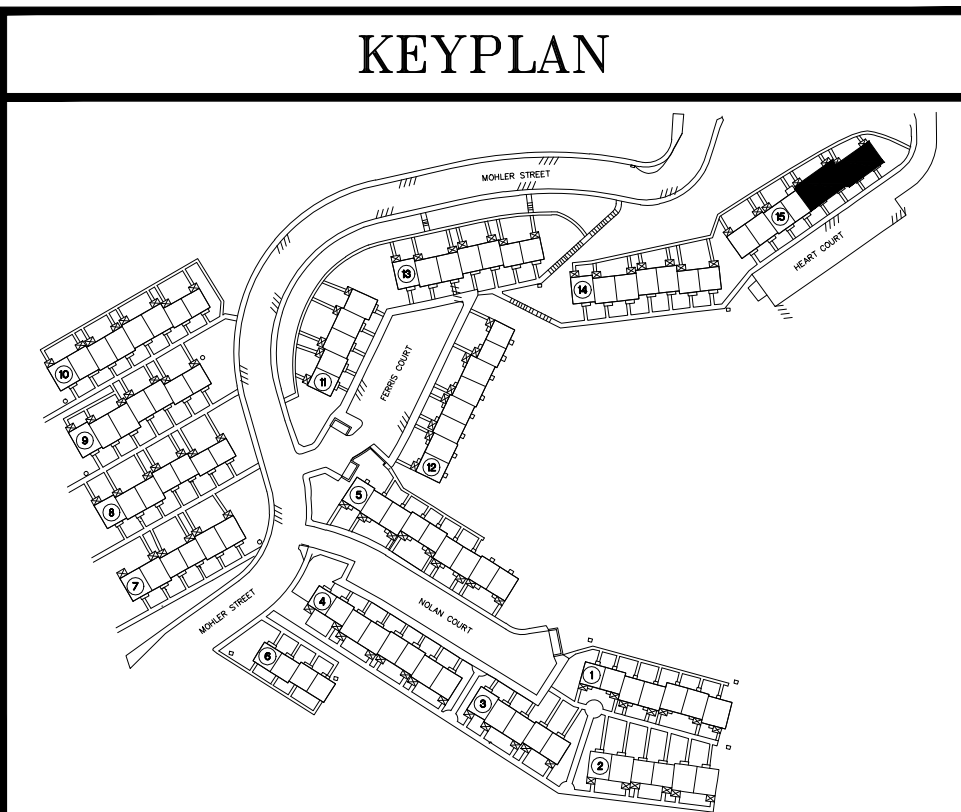 KEYPLAN
MOHLER STREET
15
HEART COURT
13
14
10
11
FERRIS COURT
9
12
8
5
7
4
NOLAN COURT
MOHLER STREET
6
1
3
2